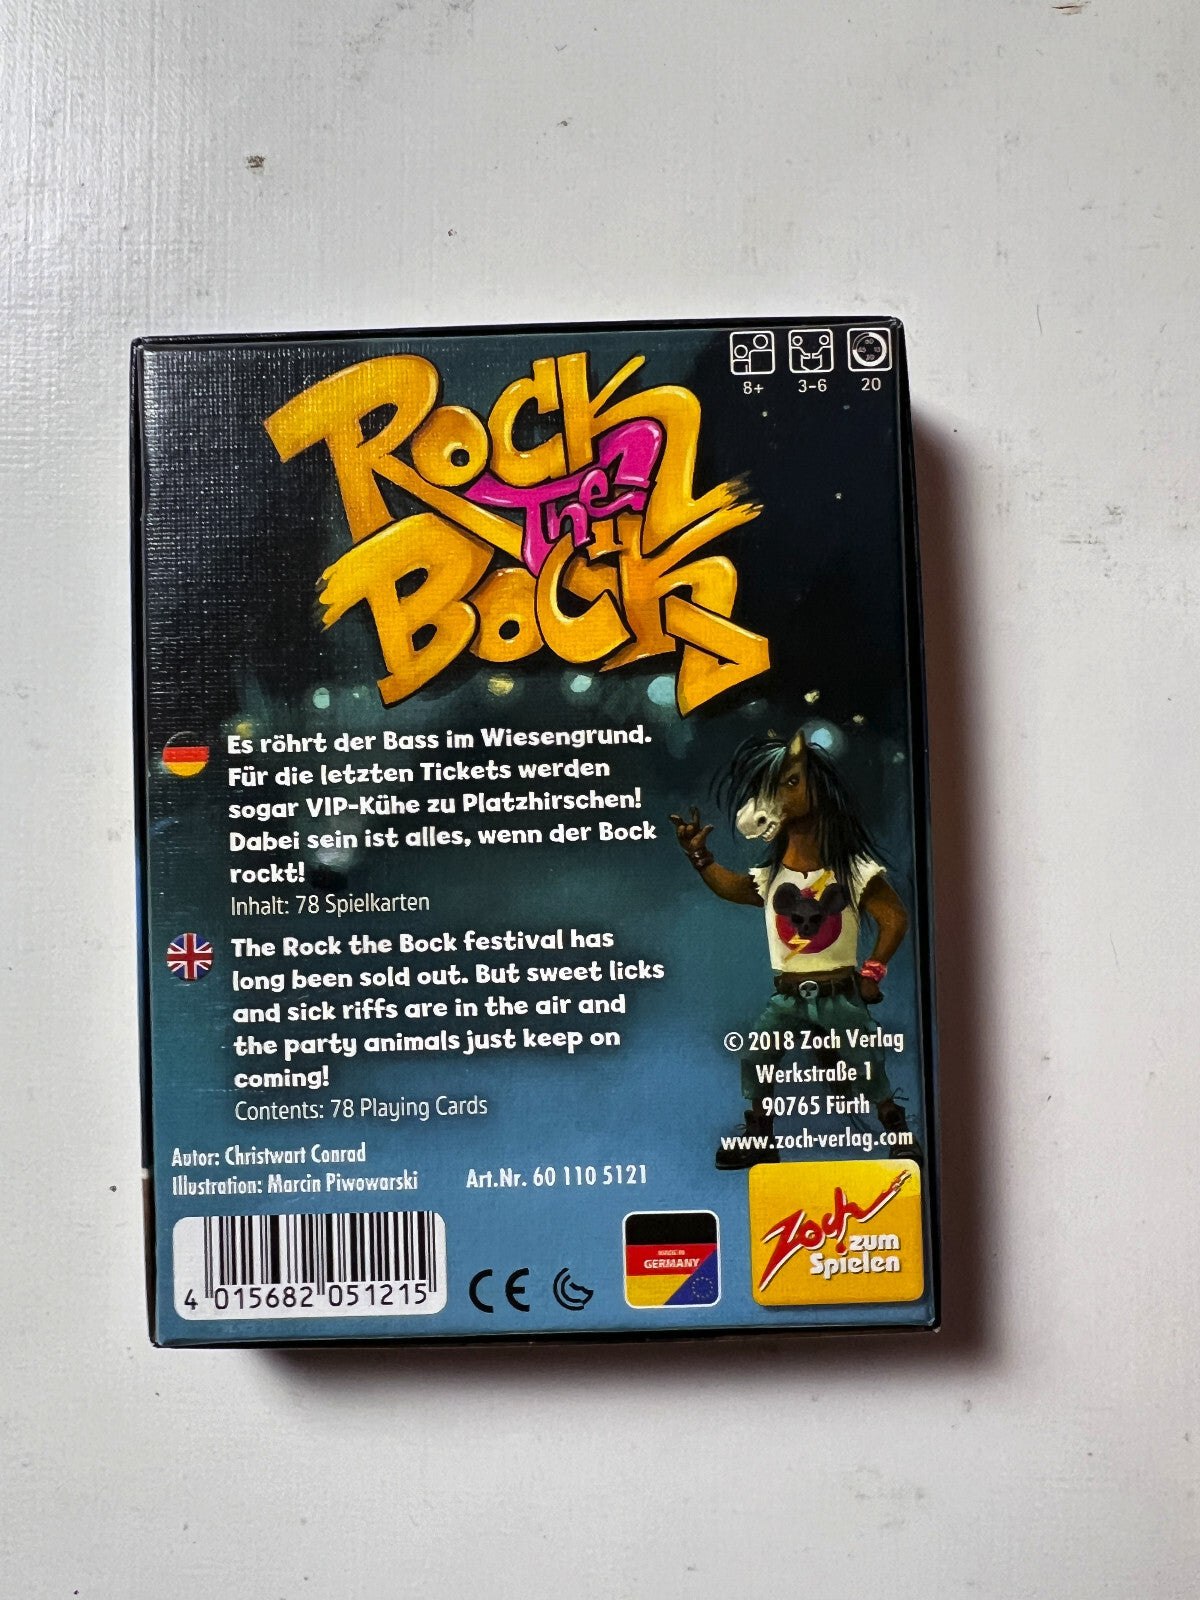 Rock
The
Bock
8+ 3-6 20
Es röhrt der Bass im Wiesengrund.
Für die letzten Tickets werden
sogar VIP-Kühe zu Platzhirschen!
Dabei sein ist alles, wenn der Bock
rockt!
Inhalt: 78 Spielkarten
The Rock the Bock festival has
long been sold out. But sweet licks
and sick riffs are in the air and
the party animals just keep on
coming!
Contents: 78 Playing Cards
© 2018 Zoch Verlag
Werkstraße 1
90765 Fürth
www.zoch-verlag.com
Autor: Christwart Conrad
Illustration: Marcin Piwowarski
Art.Nr. 60 110 5121
4 015682 051215
CE
MADE IN
GERMANY
Zoch
zum
Spielen